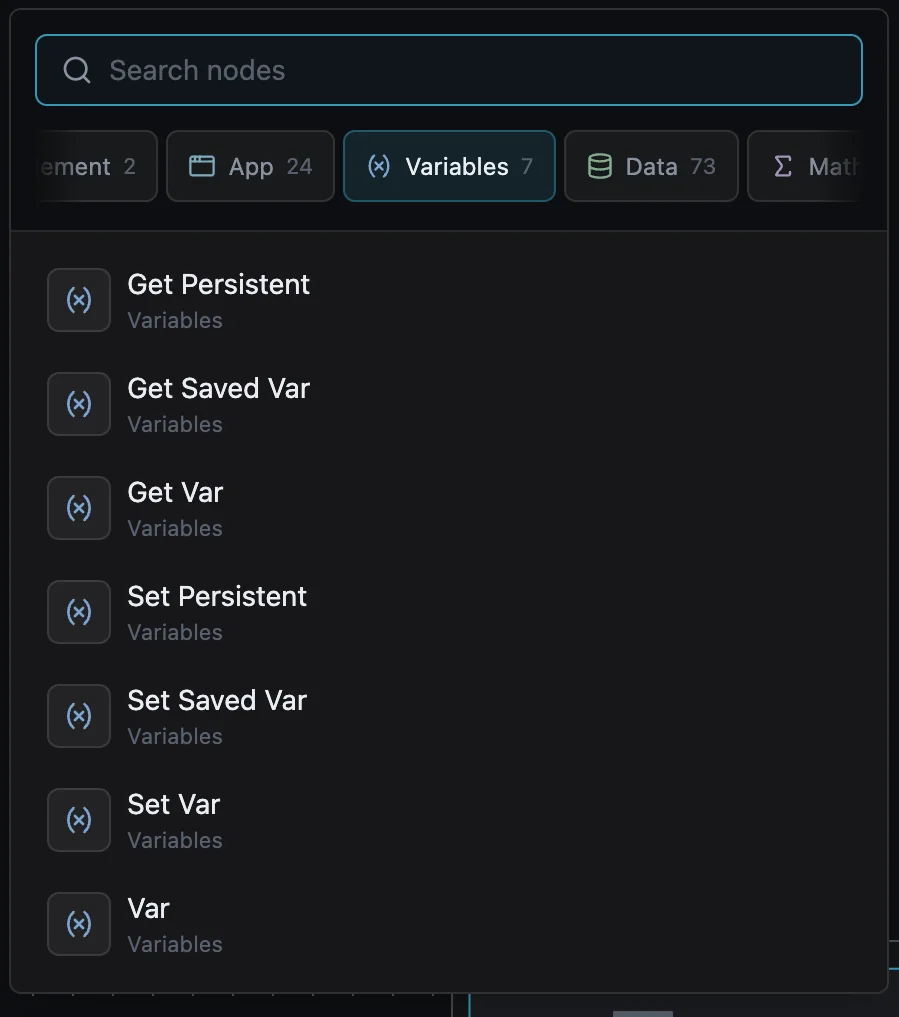 Search nodes
ement 2 App 24 Variables 7 Data 73 Math
Get Persistent
Variables
Get Saved Var
Variables
Get Var
Variables
Set Persistent
Variables
Set Saved Var
Variables
Set Var
Variables
Var
Variables